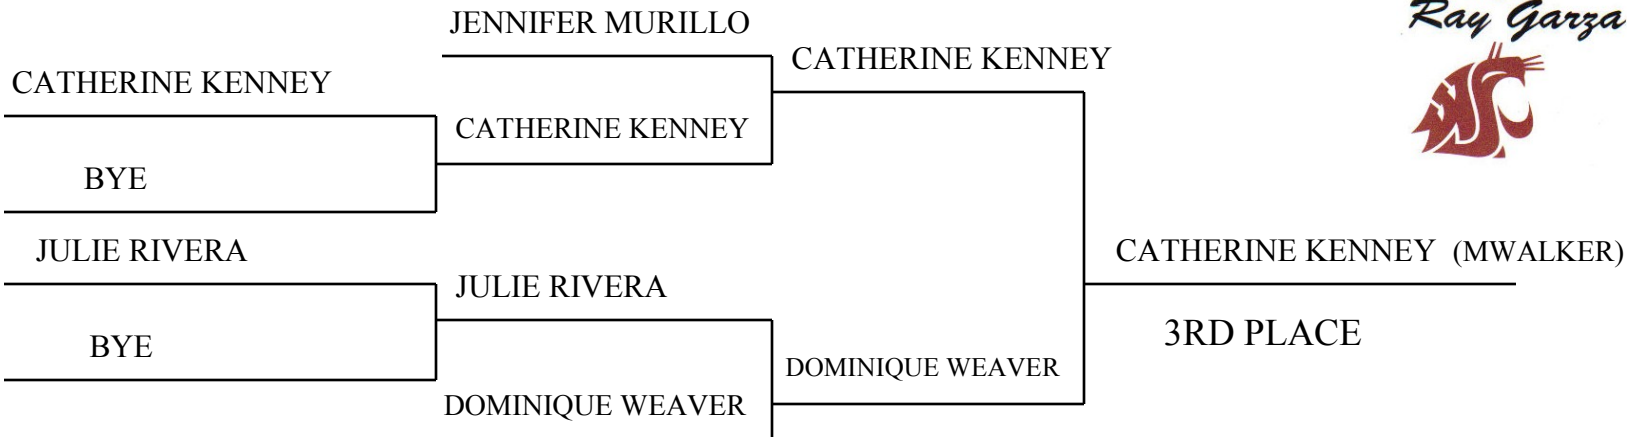 JENNIFER MURILLO
Ray Garza
CATHERINE KENNEY
CATHERINE KENNEY
CATHERINE KENNEY
BYE
JULIE RIVERA
CATHERINE KENNEY (MWALKER)
JULIE RIVERA
3RD PLACE
BYE
DOMINIQUE WEAVER
DOMINIQUE WEAVER